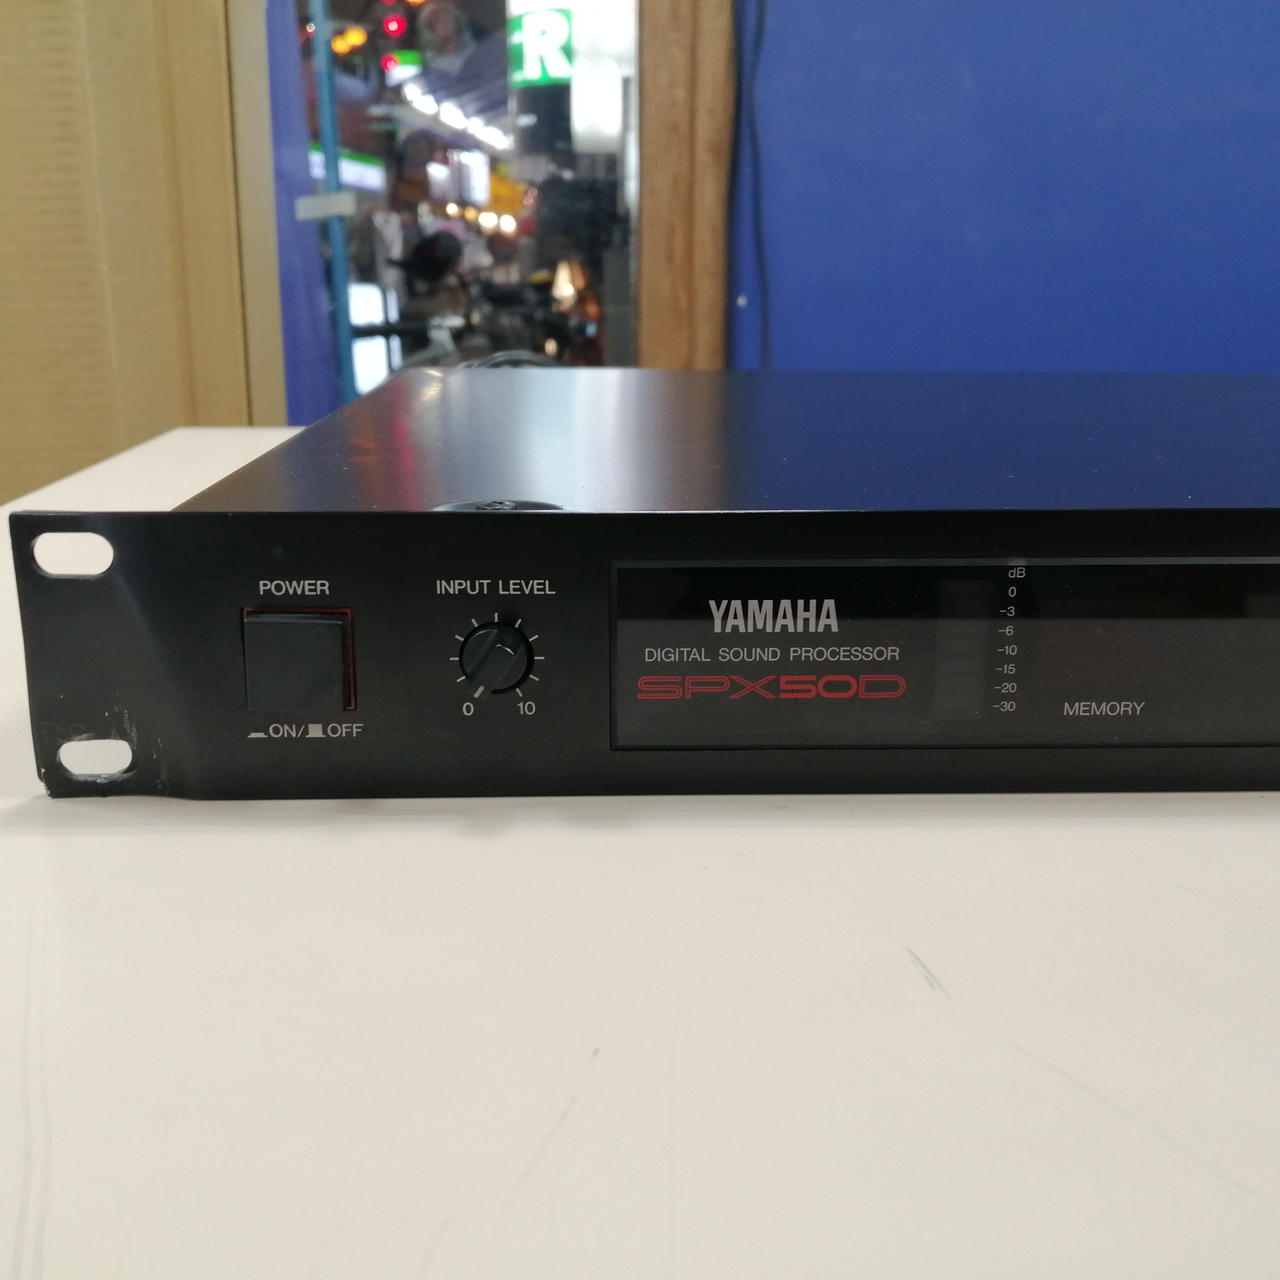 R
POWER
ON/ OFF
INPUT LEVEL
0 10
YAMAHA
DIGITAL SOUND PROCESSOR
SPX50D
dB
0
-3
-6
-10
-15
-20
-30
MEMORY